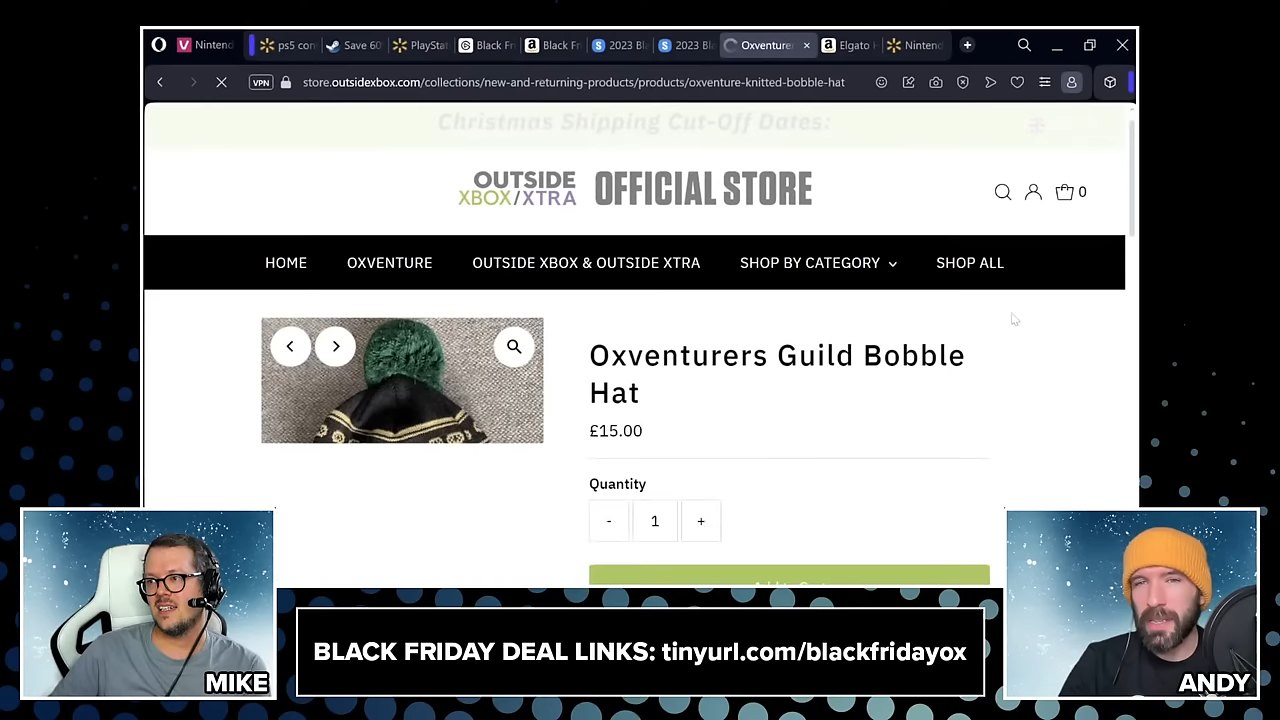 Nintend
ps5 con
Save 60
PlayStat
Black Fr
Black Fr
2023 Bl
2023 Bla
Oxventure
Elgato
Ninten
VPN
store.outsidexbox.com/collections/new-and-returning-products/products/oxventure-knitted-bobble-hat
Christmas Shipping Cut-Off Dates:
OUTSIDE
XBOX/XTRA
OFFICIAL STORE
0
HOME
OXVENTURE
OUTSIDE XBOX & OUTSIDE XTRA
SHOP BY CATEGORY
SHOP ALL
Oxventurers Guild Bobble
Hat
£15.00
Quantity
- 1 +
BLACK FRIDAY DEAL LINKS: tinyurl.com/blackfridayox
MIKE
ANDY